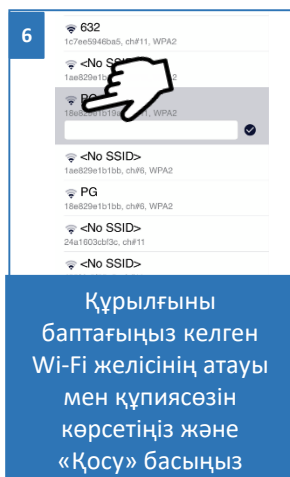 6
632
1c7ee5946ba5, ch#11, WPA2
<No SSID>
1ae829e1b1
PG
WPA2
<No SSID>
1ae829e1b1bb, ch#6, WPA2
PG
18e829e1b1bb, ch#6, WPA2
<No SSID>
24a1603cbf3c, ch#11
<No SSID>
Құрылғыны
баптағыңыз келген
Wi-Fi желісінің атауы
мен құпиясөзін
көрсетіңіз және
«Қосу» басыңыз